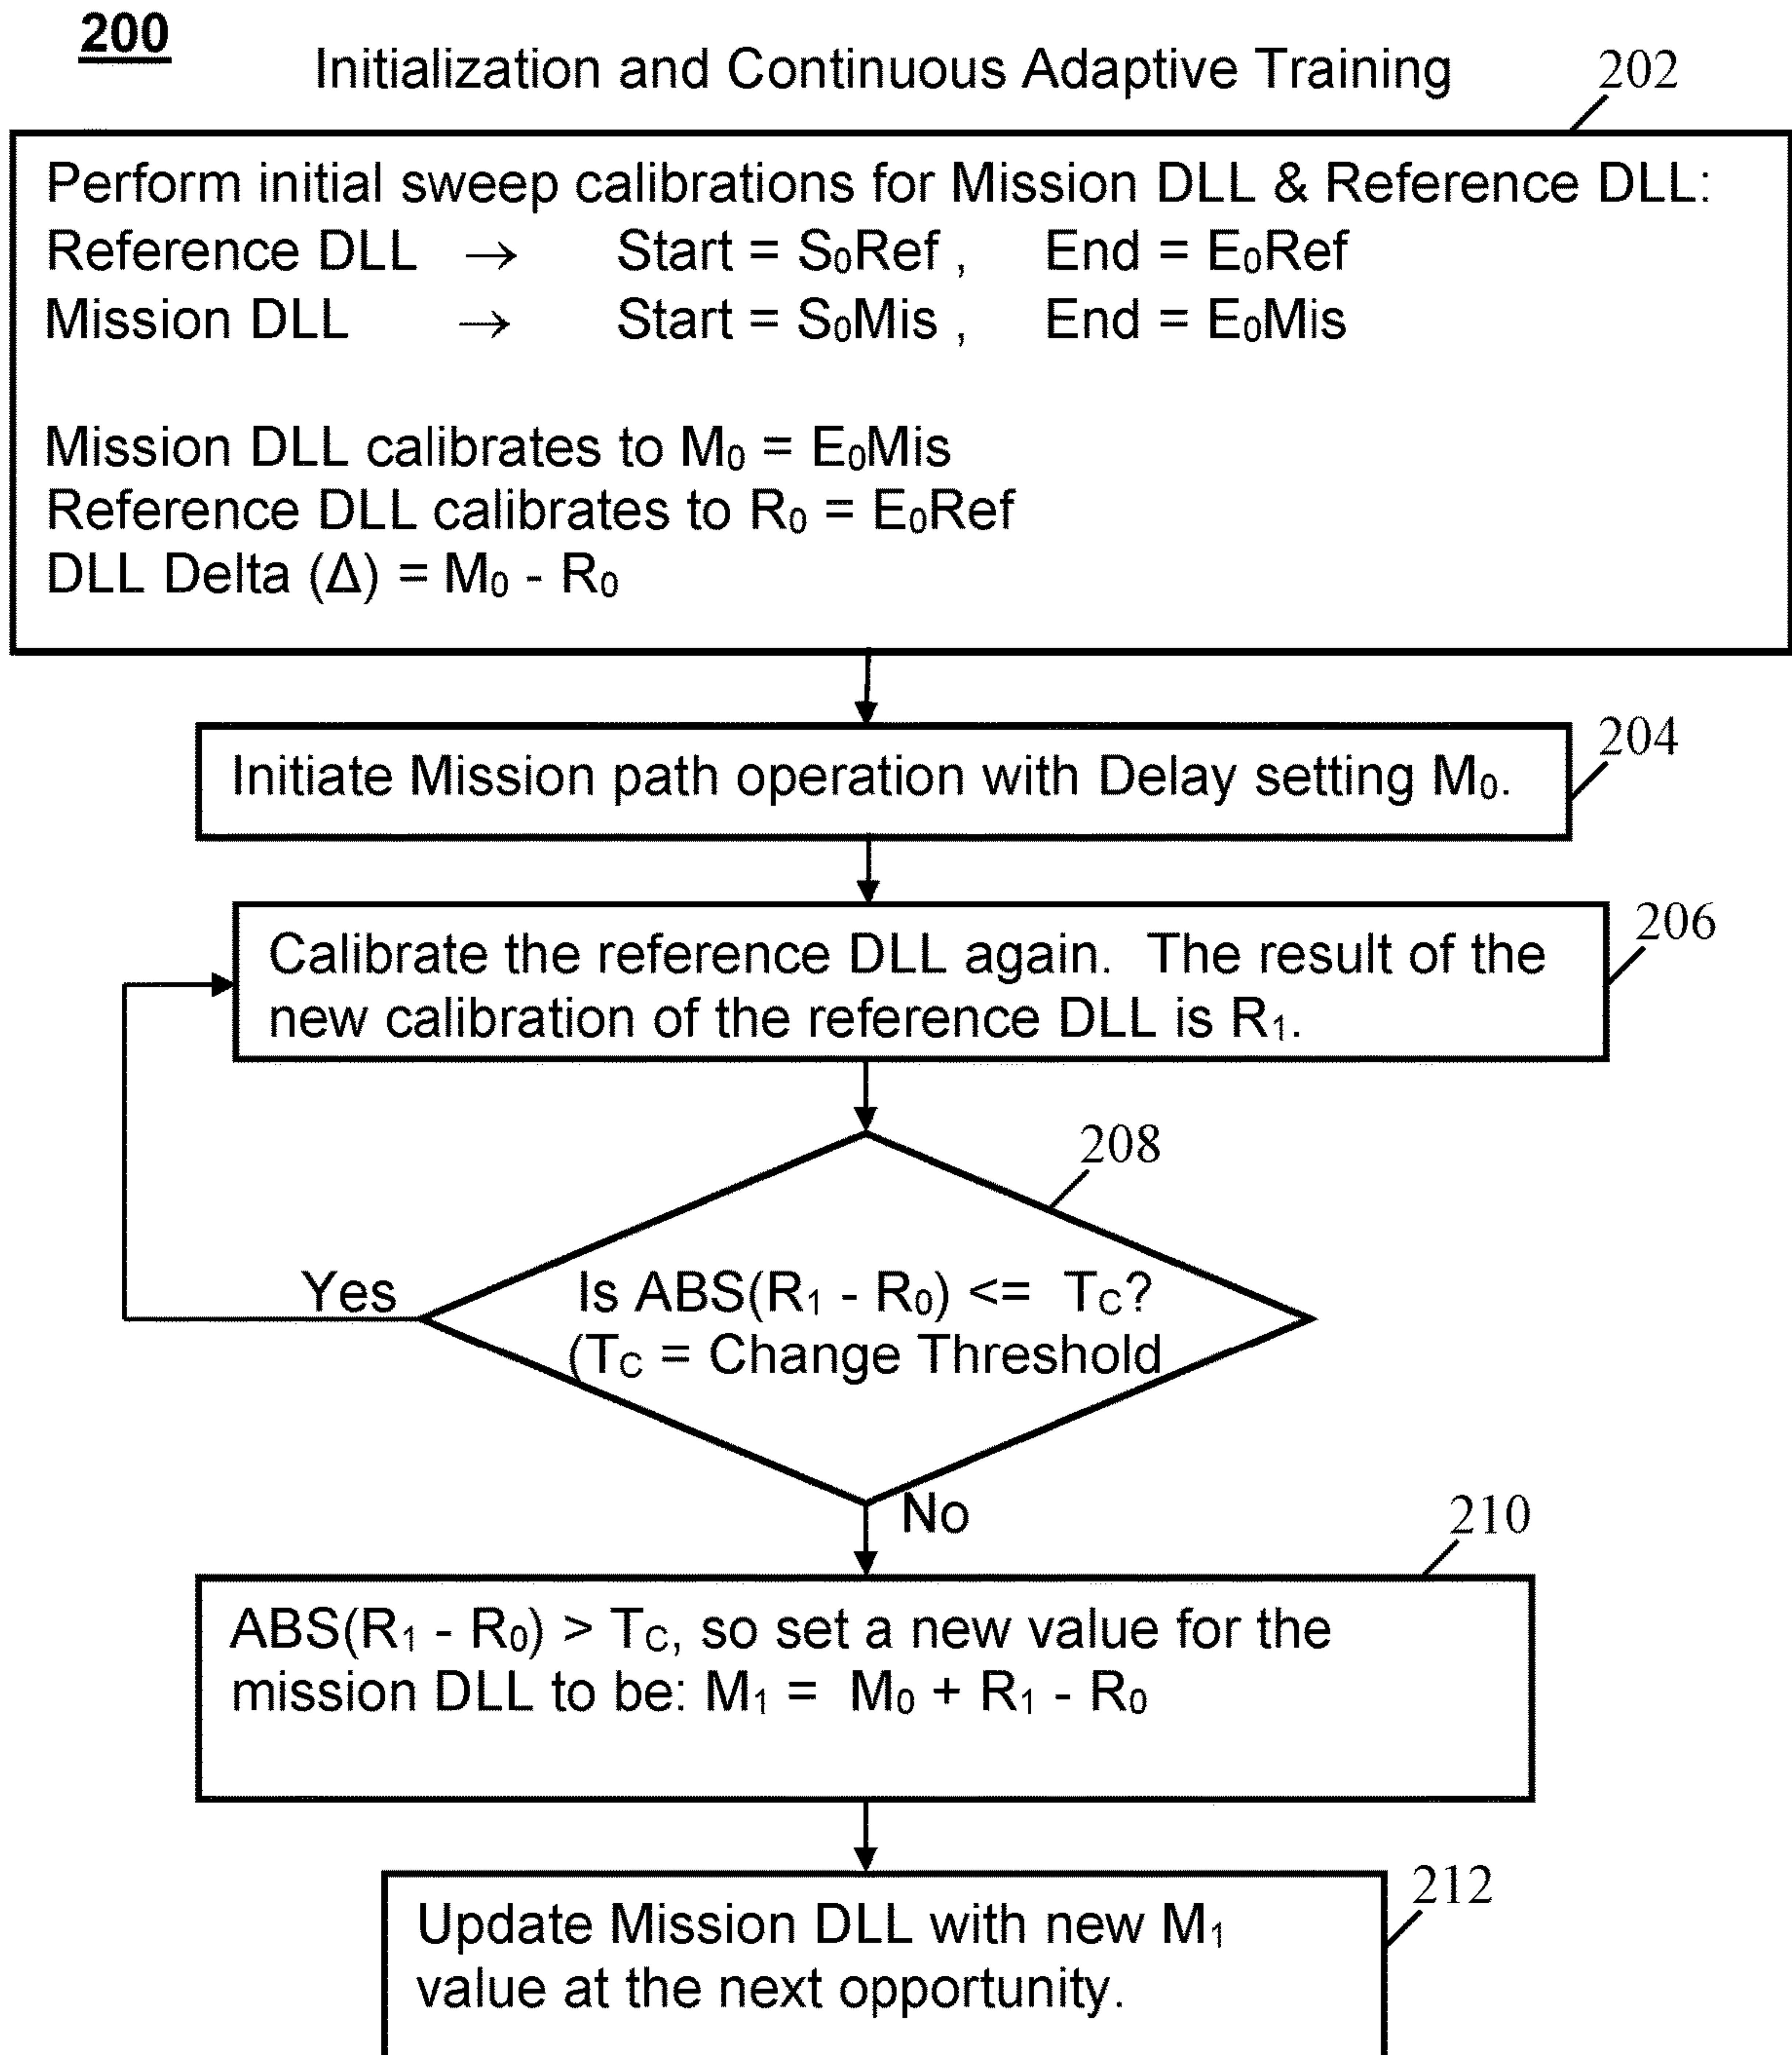 200
Initialization and Continuous Adaptive Training
202
Perform initial sweep calibrations for Mission DLL & Reference DLL:
Reference DLL → Start = S₀Ref , End = E₀Ref
Mission DLL → Start = S₀Mis , End = E₀Mis
Mission DLL calibrates to M₀ = E₀Mis
Reference DLL calibrates to R₀ = E₀Ref
DLL Delta (Δ) = M₀ - R₀
204
Initiate Mission path operation with Delay setting M₀.
206
Calibrate the reference DLL again. The result of the
new calibration of the reference DLL is R₁.
208
Is ABS(R₁ - R₀) <= T_C?
(T_C = Change Threshold
Yes
No
210
ABS(R₁ - R₀) > T_C, so set a new value for the
mission DLL to be: M₁ = M₀ + R₁ - R₀
212
Update Mission DLL with new M₁
value at the next opportunity.